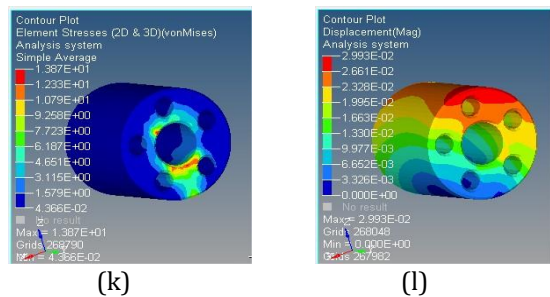 Contour Plot
Element Stresses (2D & 3D)(vonMises)
Analysis system
Simple Average
1.387E+01
1.233E+01
1.079E+01
9.258E+00
7.723E+00
6.187E+00
4.651E+00
3.115E+00
1.579E+00
4.366E-02
No result
Max = 1.387E+01
Grids 268790
Min = 4.366E-02
(k)
Contour Plot
Displacement(Mag)
Analysis system
2.993E-02
2.661E-02
2.328E-02
1.995E-02
1.663E-02
1.330E-02
9.977E-03
6.652E-03
3.326E-03
0.000E+00
No result
Max = 2.993E-02
Grids 268048
Min = 0.000E+00
Grids 267982
(l)